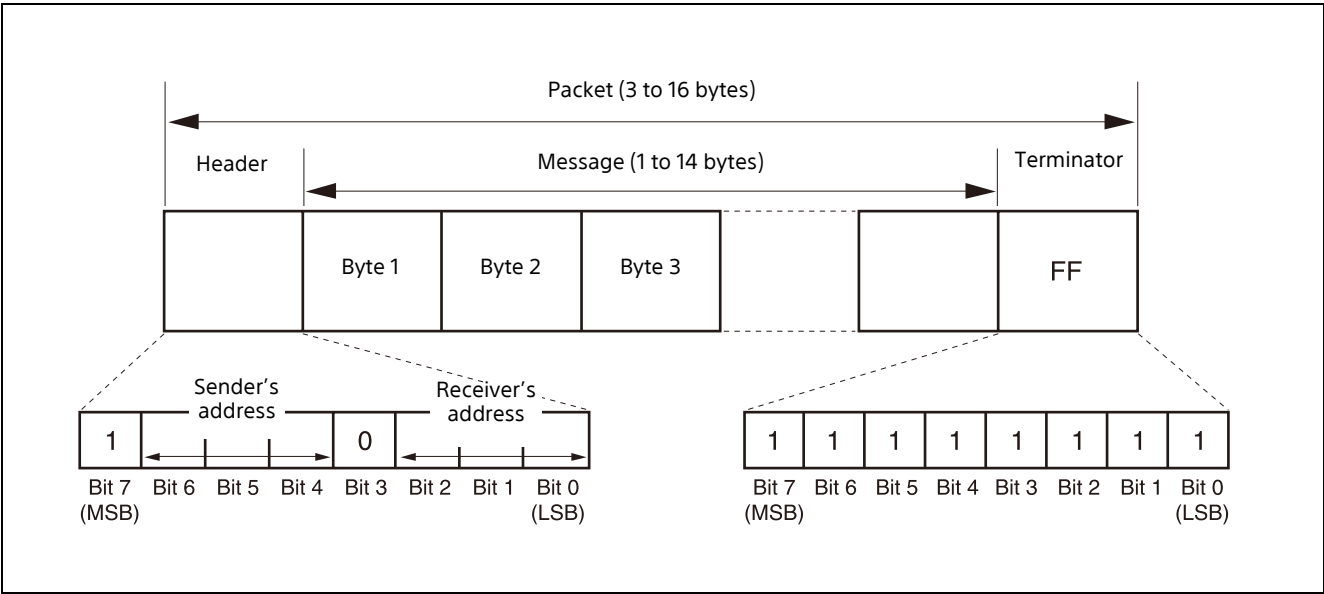 Packet (3 to 16 bytes)
Header
Message (1 to 14 bytes)
Terminator
Byte 1
Byte 2
Byte 3
FF
Sender's
address
Receiver's
address
1
0
1 1 1 1 1 1 1 1
Bit 7 Bit 6 Bit 5 Bit 4 Bit 3 Bit 2 Bit 1 Bit 0
(MSB) (LSB)
Bit 7 Bit 6 Bit 5 Bit 4 Bit 3 Bit 2 Bit 1 Bit 0
(MSB) (LSB)